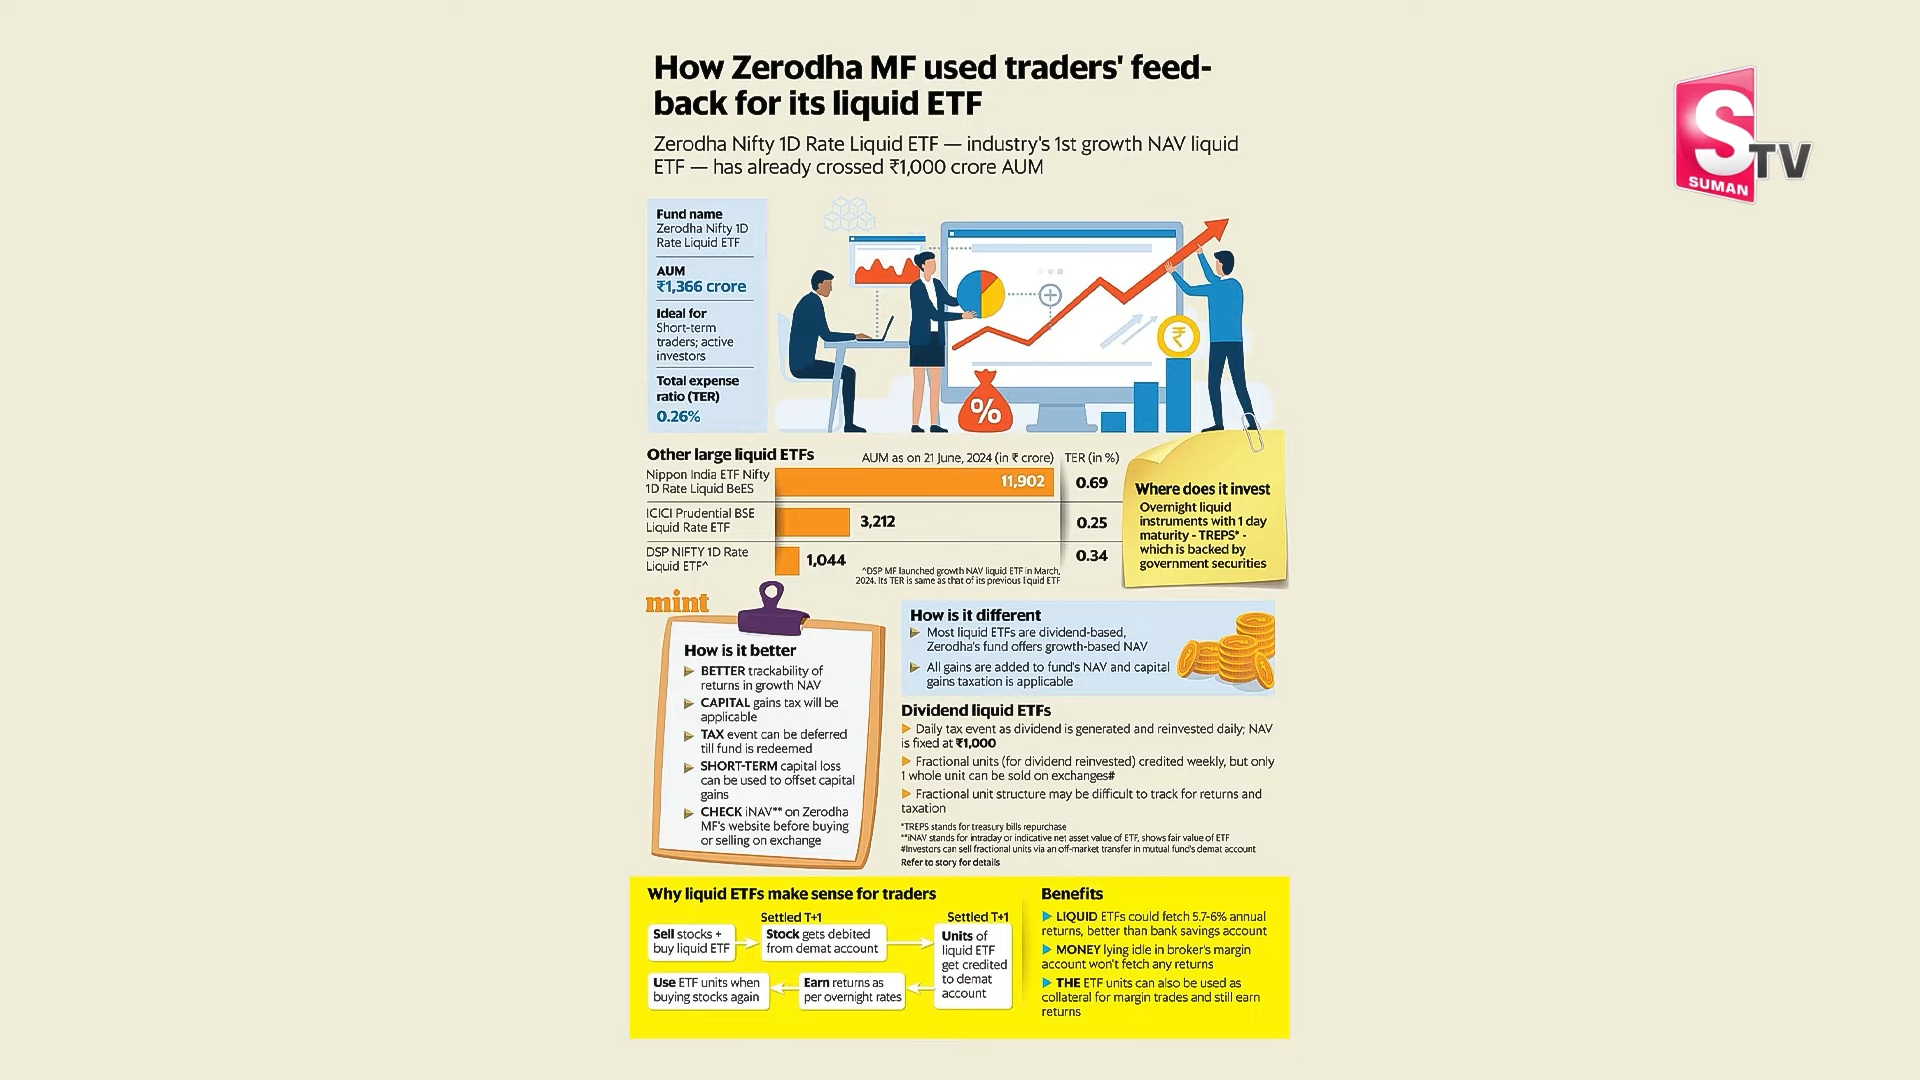 How Zerodha MF used traders' feed-
back for its liquid ETF
Zerodha Nifty 1D Rate Liquid ETF — industry's 1st growth NAV liquid
ETF — has already crossed ₹1,000 crore AUM
S
TV
SUMAN
Fund name
Zerodha Nifty 1D
Rate Liquid ETF
AUM
₹1,366 crore
Ideal for
Short-term
traders; active
investors
Total expense
ratio (TER)
0.26%
₹
%
Other large liquid ETFs
AUM as on 21 June, 2024 (in ₹ crore)
TER (in %)
Nippon India ETF Nifty
1D Rate Liquid BeES
11,902
0.69
ICICI Prudential BSE
Liquid Rate ETF
3,212
0.25
DSP NIFTY 1D Rate
Liquid ETF^
1,044
0.34
^DSP MF launched growth NAV liquid ETF in March,
2024. Its TER is same as that of its previous liquid ETF
Where does it invest
Overnight liquid
instruments with 1 day
maturity - TREPS* -
which is backed by
government securities
mint
How is it better
BETTER trackability of
returns in growth NAV
CAPITAL gains tax will be
applicable
TAX event can be deferred
till fund is redeemed
SHORT-TERM capital loss
can be used to offset capital
gains
CHECK iNAV** on Zerodha
MF's website before buying
or selling on exchange
How is it different
Most liquid ETFs are dividend-based,
Zerodha's fund offers growth-based NAV
All gains are added to fund's NAV and capital
gains taxation is applicable
Dividend liquid ETFs
Daily tax event as dividend is generated and reinvested daily; NAV
is fixed at ₹1,000
Fractional units (for dividend reinvested) credited weekly, but only
1 whole unit can be sold on exchanges#
Fractional unit structure may be difficult to track for returns and
taxation
*TREPS stands for treasury bills repurchase
**iNAV stands for intraday or indicative net asset value of ETF, shows fair value of ETF
#Investors can sell fractional units via an off-market transfer in mutual fund's demat account
Refer to story for details
Why liquid ETFs make sense for traders
Settled T+1
Settled T+1
Sell stocks +
buy liquid ETF
Stock gets debited
from demat account
Units of
liquid ETF
get credited
to demat
account
Earn returns as
per overnight rates
Use ETF units when
buying stocks again
Benefits
LIQUID ETFs could fetch 5.7-6% annual
returns, better than bank savings account
MONEY lying idle in broker's margin
account won't fetch any returns
THE ETF units can also be used as
collateral for margin trades and still earn
returns